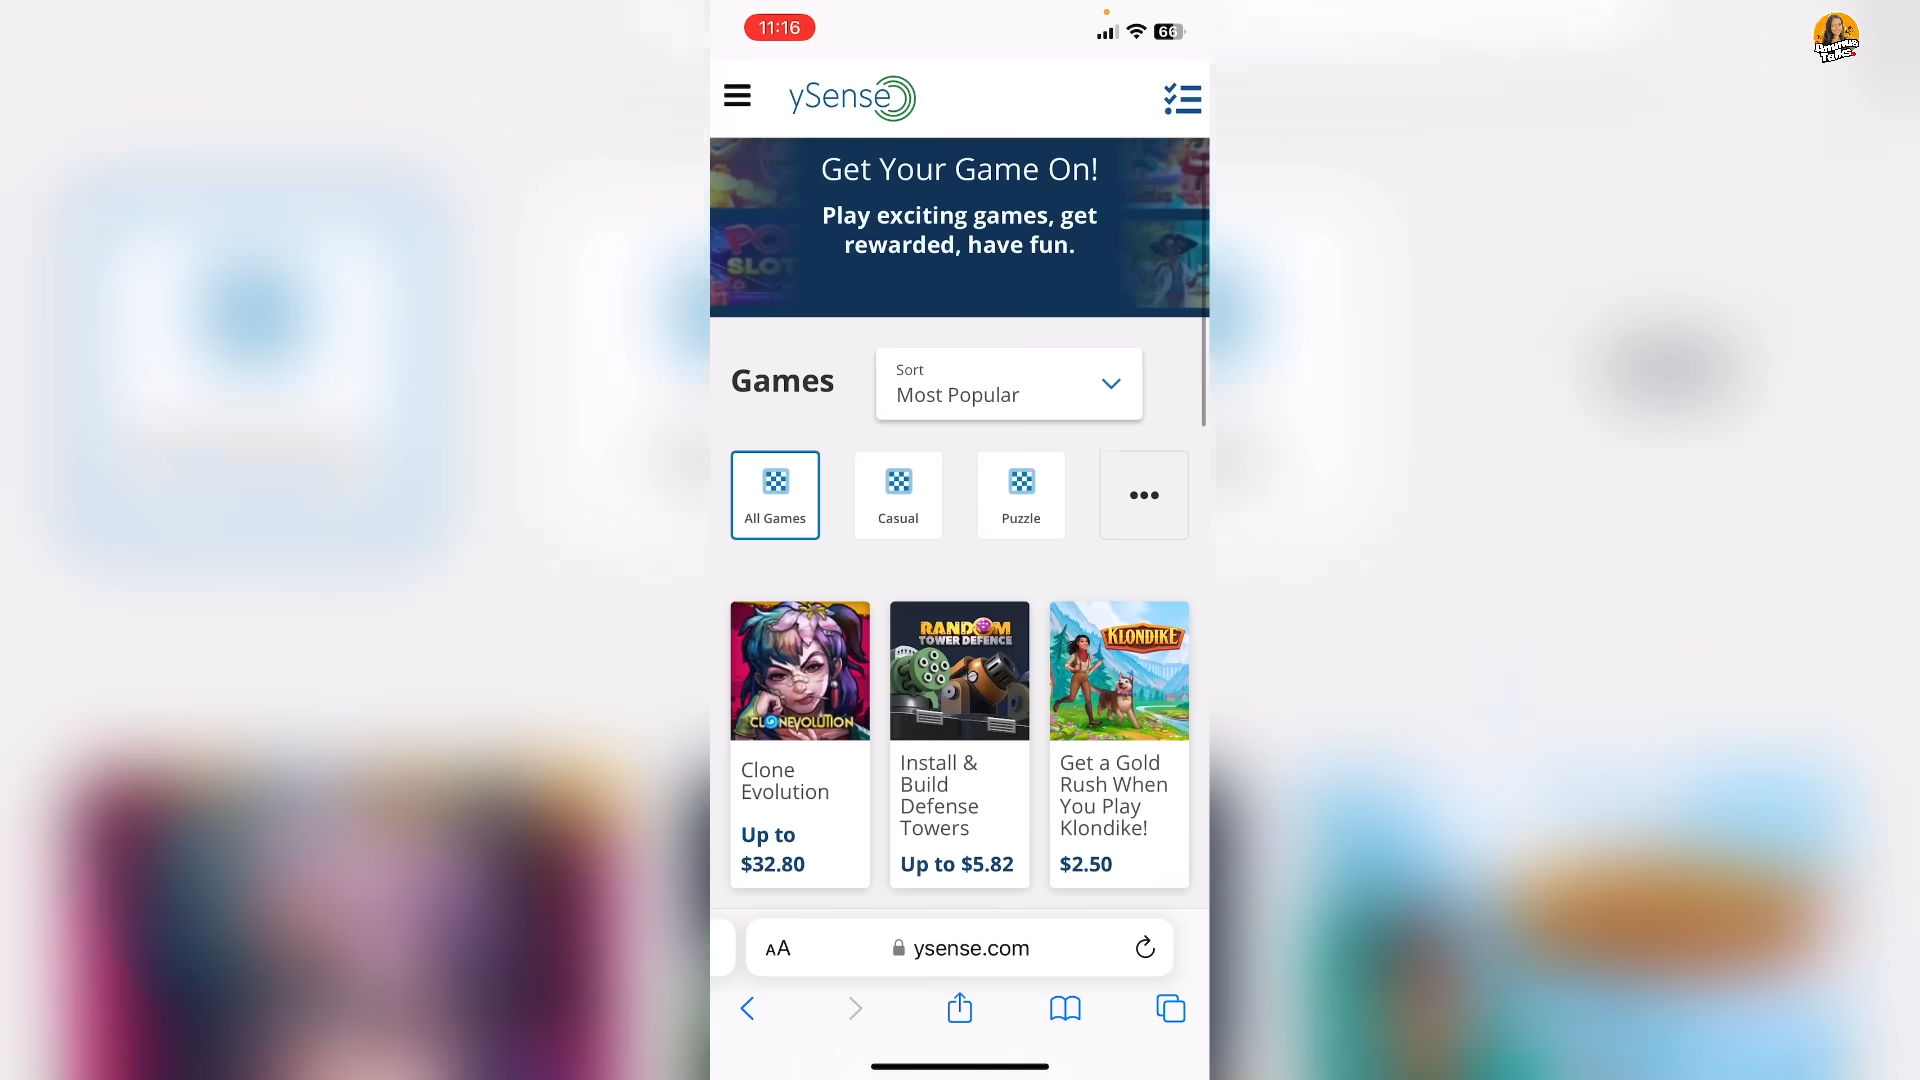 11:16
66
ySense
Get Your Game On!
Play exciting games, get
rewarded, have fun.
Games
Sort
Most Popular
All Games
Casual
Puzzle
CLONEVOLUTION
RANDOM
TOWER DEFENCE
KLONDIKE
Clone
Evolution
Up to
$32.80
Install &
Build
Defense
Towers
Up to $5.82
Get a Gold
Rush When
You Play
Klondike!
$2.50
AA
ysense.com
Talks